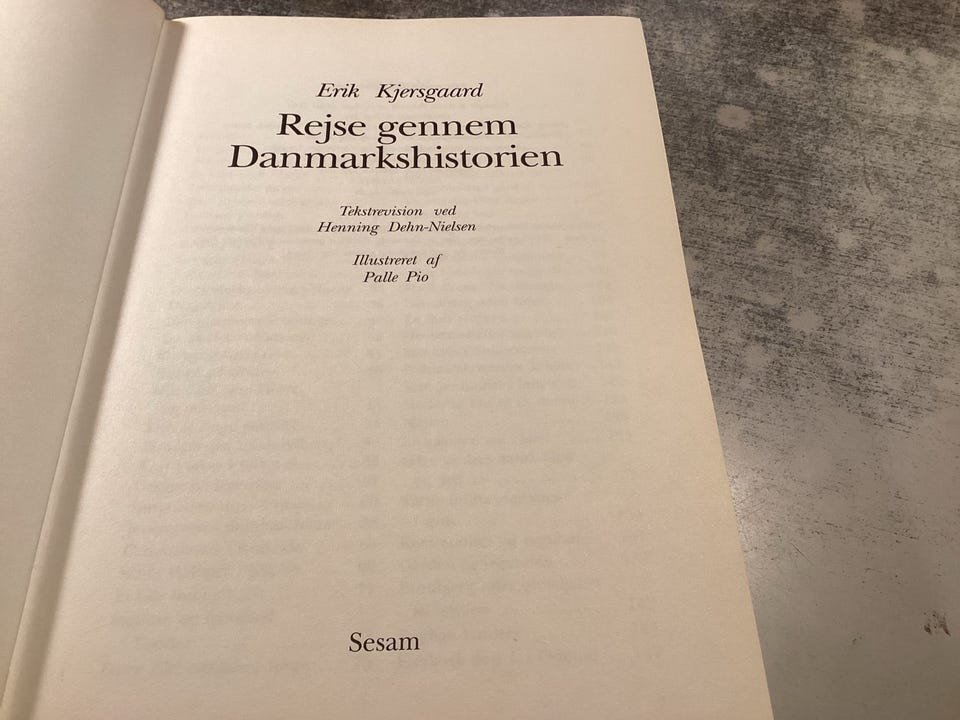 Erik Kjersgaard
Rejse gennem
Danmarkshistorien
Tekstrevision ved
Henning Dehn-Nielsen
Illustreret af
Palle Pio
Sesam